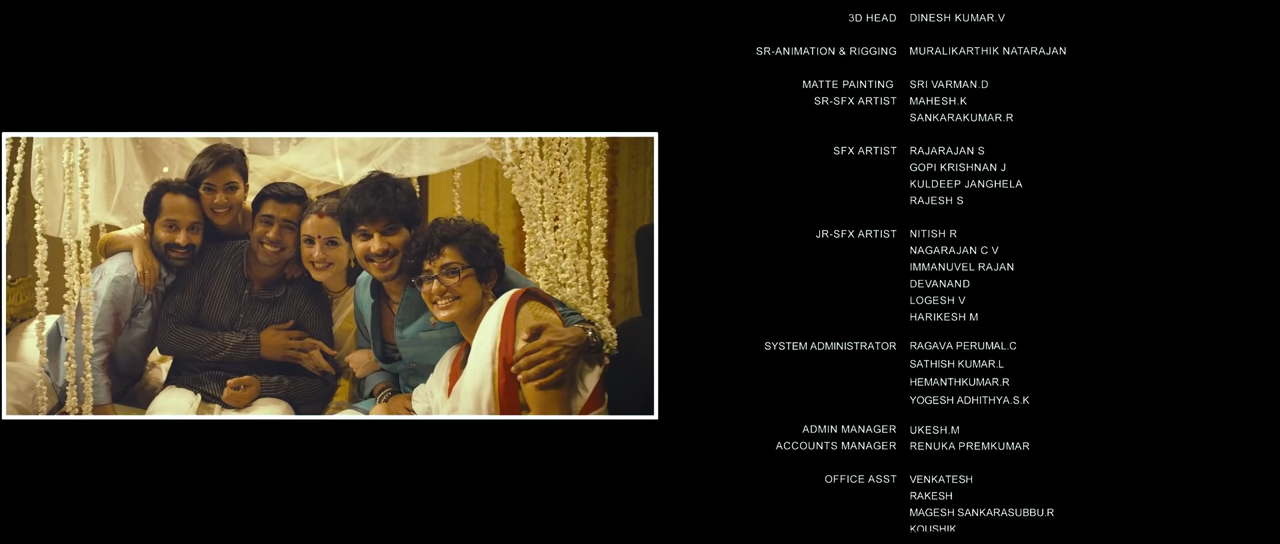 3D HEAD DINESH KUMAR.V
SR-ANIMATION & RIGGING MURALIKARTHIK NATARAJAN
MATTE PAINTING SRI VARMAN.D
SR-SFX ARTIST MAHESH.K
SANKARAKUMAR.R
SFX ARTIST RAJARAJAN S
GOPI KRISHNAN J
KULDEEP JANGHELA
RAJESH S
JR-SFX ARTIST NITISH R
NAGARAJAN C V
IMMANUVEL RAJAN
DEVANAND
LOGESH V
HARIKESH M
SYSTEM ADMINISTRATOR RAGAVA PERUMAL.C
SATHISH KUMAR.L
HEMANTHKUMAR.R
YOGESH ADHITHYA.S.K
ADMIN MANAGER UKESH.M
ACCOUNTS MANAGER RENUKA PREMKUMAR
OFFICE ASST VENKATESH
RAKESH
MAGESH SANKARASUBBU.R
KOUSHIK